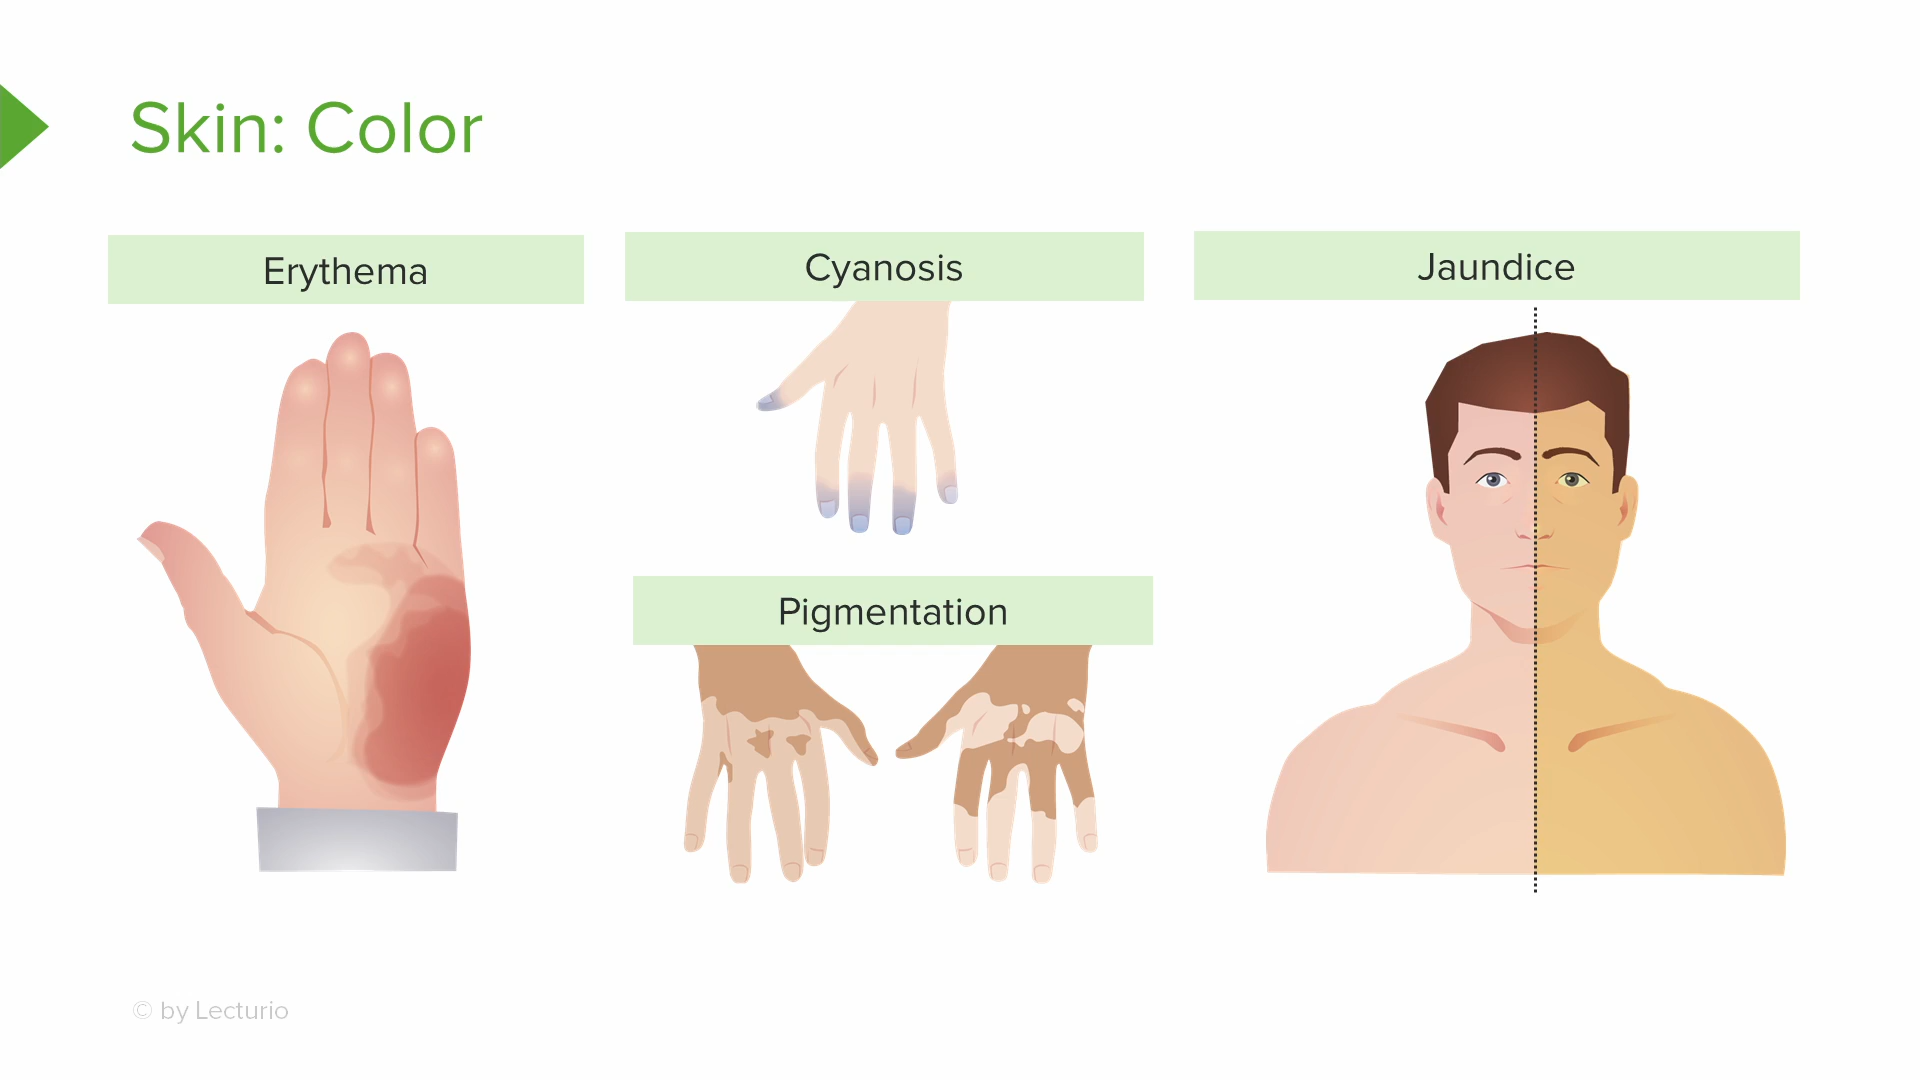 Skin: Color
Erythema
Cyanosis
Jaundice
Pigmentation
© by Lecturio